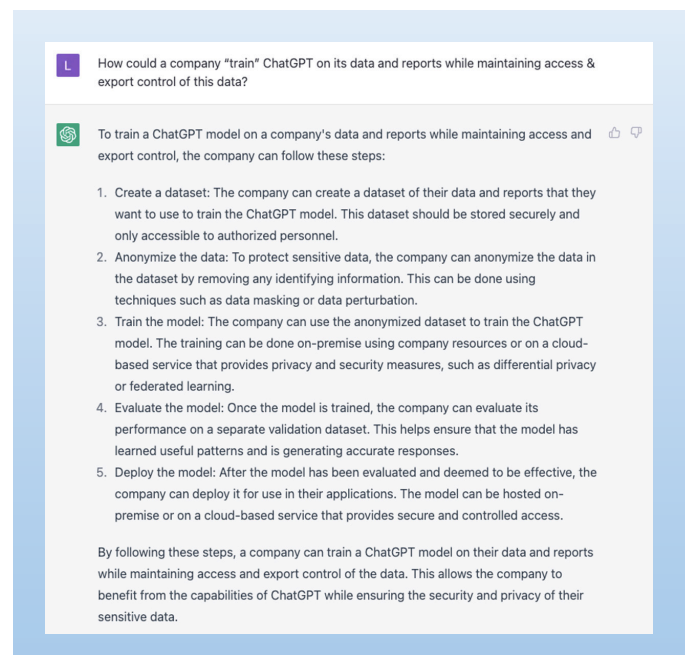 L
How could a company “train” ChatGPT on its data and reports while maintaining access &
export control of this data?
To train a ChatGPT model on a company's data and reports while maintaining access and
export control, the company can follow these steps:
1. Create a dataset: The company can create a dataset of their data and reports that they
want to use to train the ChatGPT model. This dataset should be stored securely and
only accessible to authorized personnel.
2. Anonymize the data: To protect sensitive data, the company can anonymize the data in
the dataset by removing any identifying information. This can be done using
techniques such as data masking or data perturbation.
3. Train the model: The company can use the anonymized dataset to train the ChatGPT
model. The training can be done on-premise using company resources or on a cloud-
based service that provides privacy and security measures, such as differential privacy
or federated learning.
4. Evaluate the model: Once the model is trained, the company can evaluate its
performance on a separate validation dataset. This helps ensure that the model has
learned useful patterns and is generating accurate responses.
5. Deploy the model: After the model has been evaluated and deemed to be effective, the
company can deploy it for use in their applications. The model can be hosted on-
premise or on a cloud-based service that provides secure and controlled access.
By following these steps, a company can train a ChatGPT model on their data and reports
while maintaining access and export control of the data. This allows the company to
benefit from the capabilities of ChatGPT while ensuring the security and privacy of their
sensitive data.